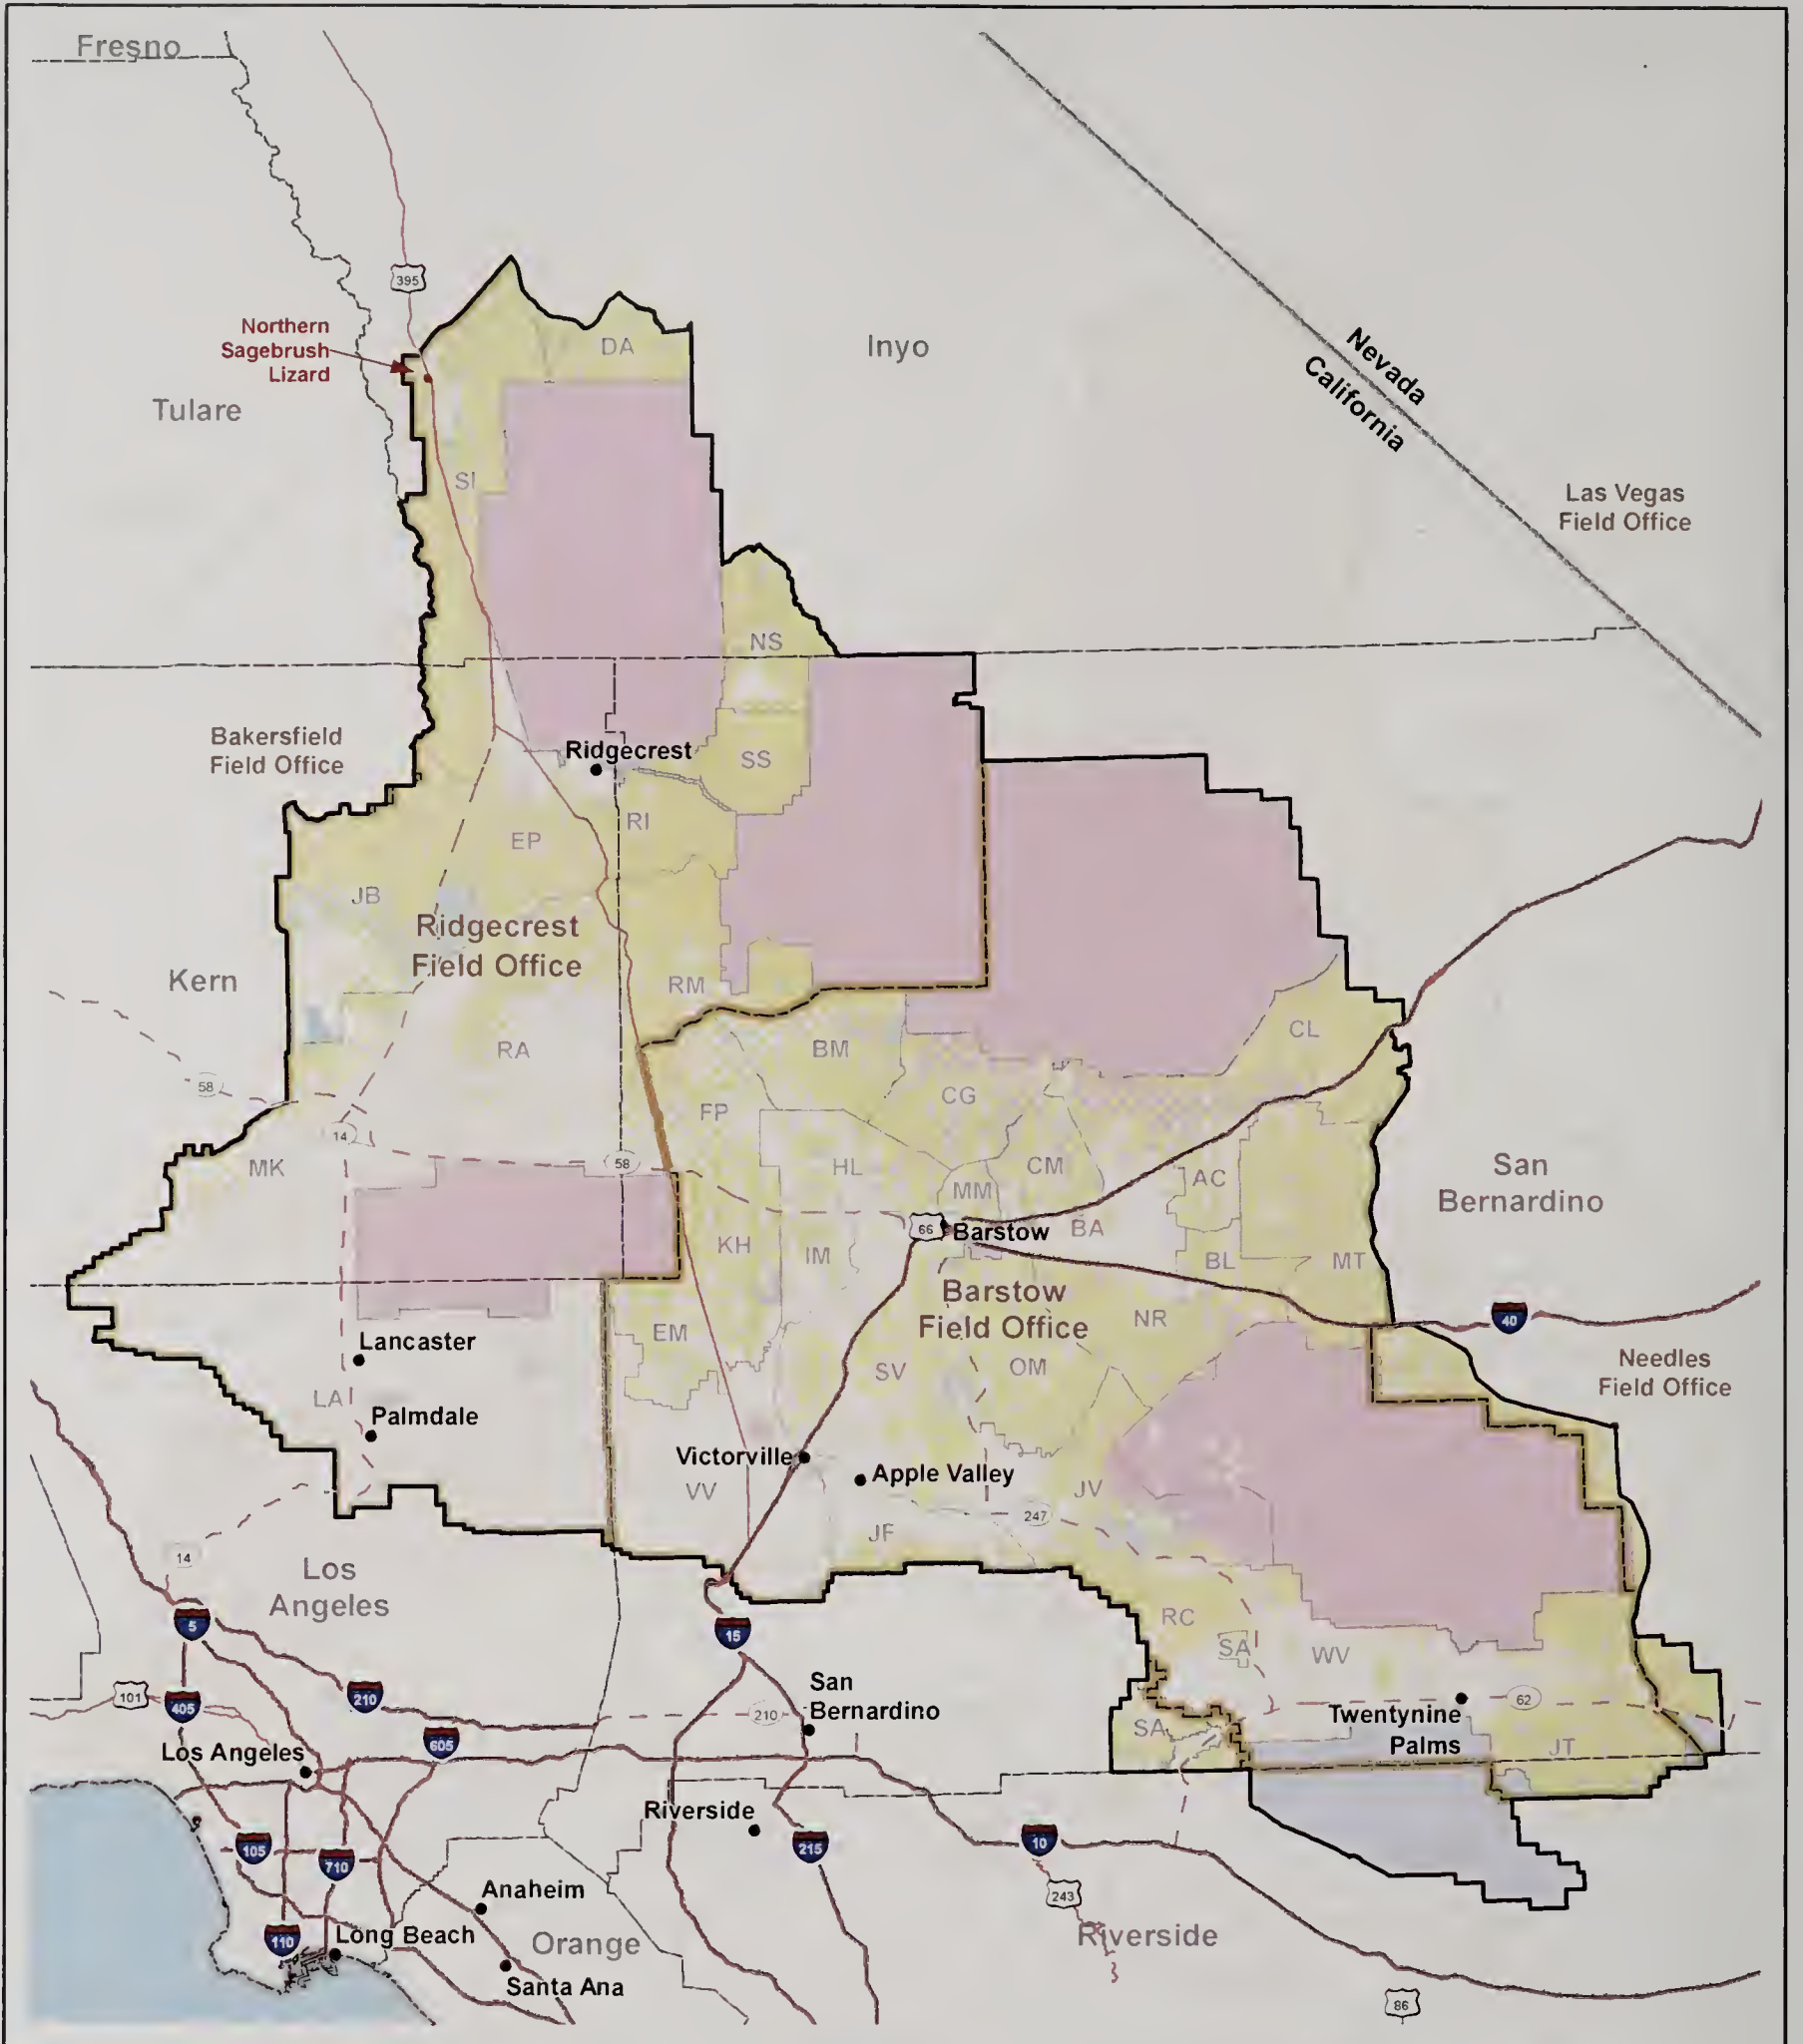 Fresno
395
Northern
Sagebrush
Lizard
DA
Inyo
Nevada
California
Tulare
SI
Las Vegas
Field Office
NS
Bakersfield
Field Office
Ridgecrest
SS
RI
EP
JB
Ridgecrest
Field Office
Kern
RM
CL
RA
BM
58
CG
FP
14
MK
58
HL
CM
AC
San
Bernardino
MM
66
Barstow
BA
KH
IM
BL
MT
Barstow
Field Office
NR
40
EM
Lancaster
SV
OM
Needles
Field Office
LA
Palmdale
Victorville
Apple Valley
VV
JV
247
JF
14
Los
Angeles
RC
5
15
SA
WV
101
405
210
San
Bernardino
210
62
Twentynine
Palms
SA
605
Los Angeles
JT
Riverside
105
710
215
10
Anaheim
243
110
Long Beach
Orange
Riverside
Santa Ana
86